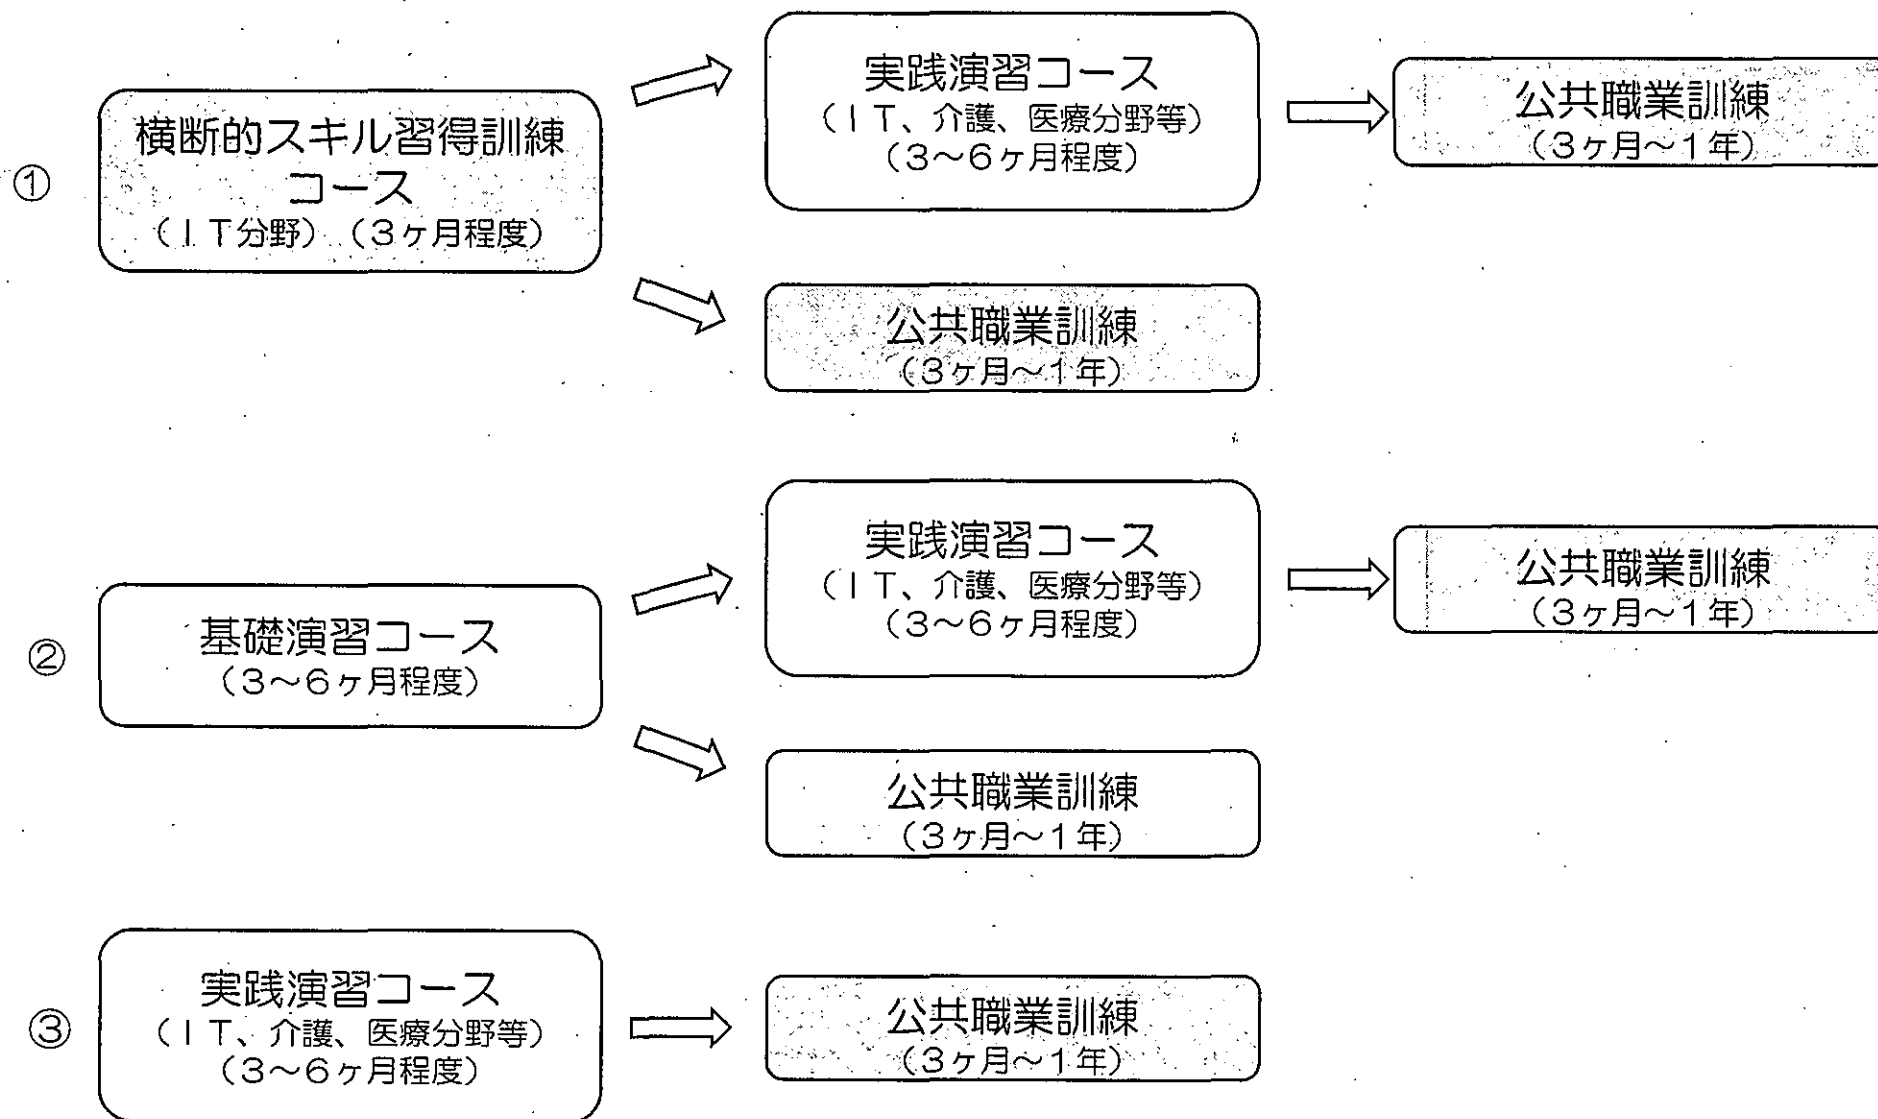 ①
横断的スキル習得訓練
コース
（ＩＴ分野）（３ヶ月程度）
実践演習コース
（ＩＴ、介護、医療分野等）
（３～６ヶ月程度）
公共職業訓練
（３ヶ月～１年）
公共職業訓練
（３ヶ月～１年）
②
基礎演習コース
（３～６ヶ月程度）
実践演習コース
（ＩＴ、介護、医療分野等）
（３～６ヶ月程度）
公共職業訓練
（３ヶ月～１年）
公共職業訓練
（３ヶ月～１年）
③
実践演習コース
（ＩＴ、介護、医療分野等）
（３～６ヶ月程度）
公共職業訓練
（３ヶ月～１年）